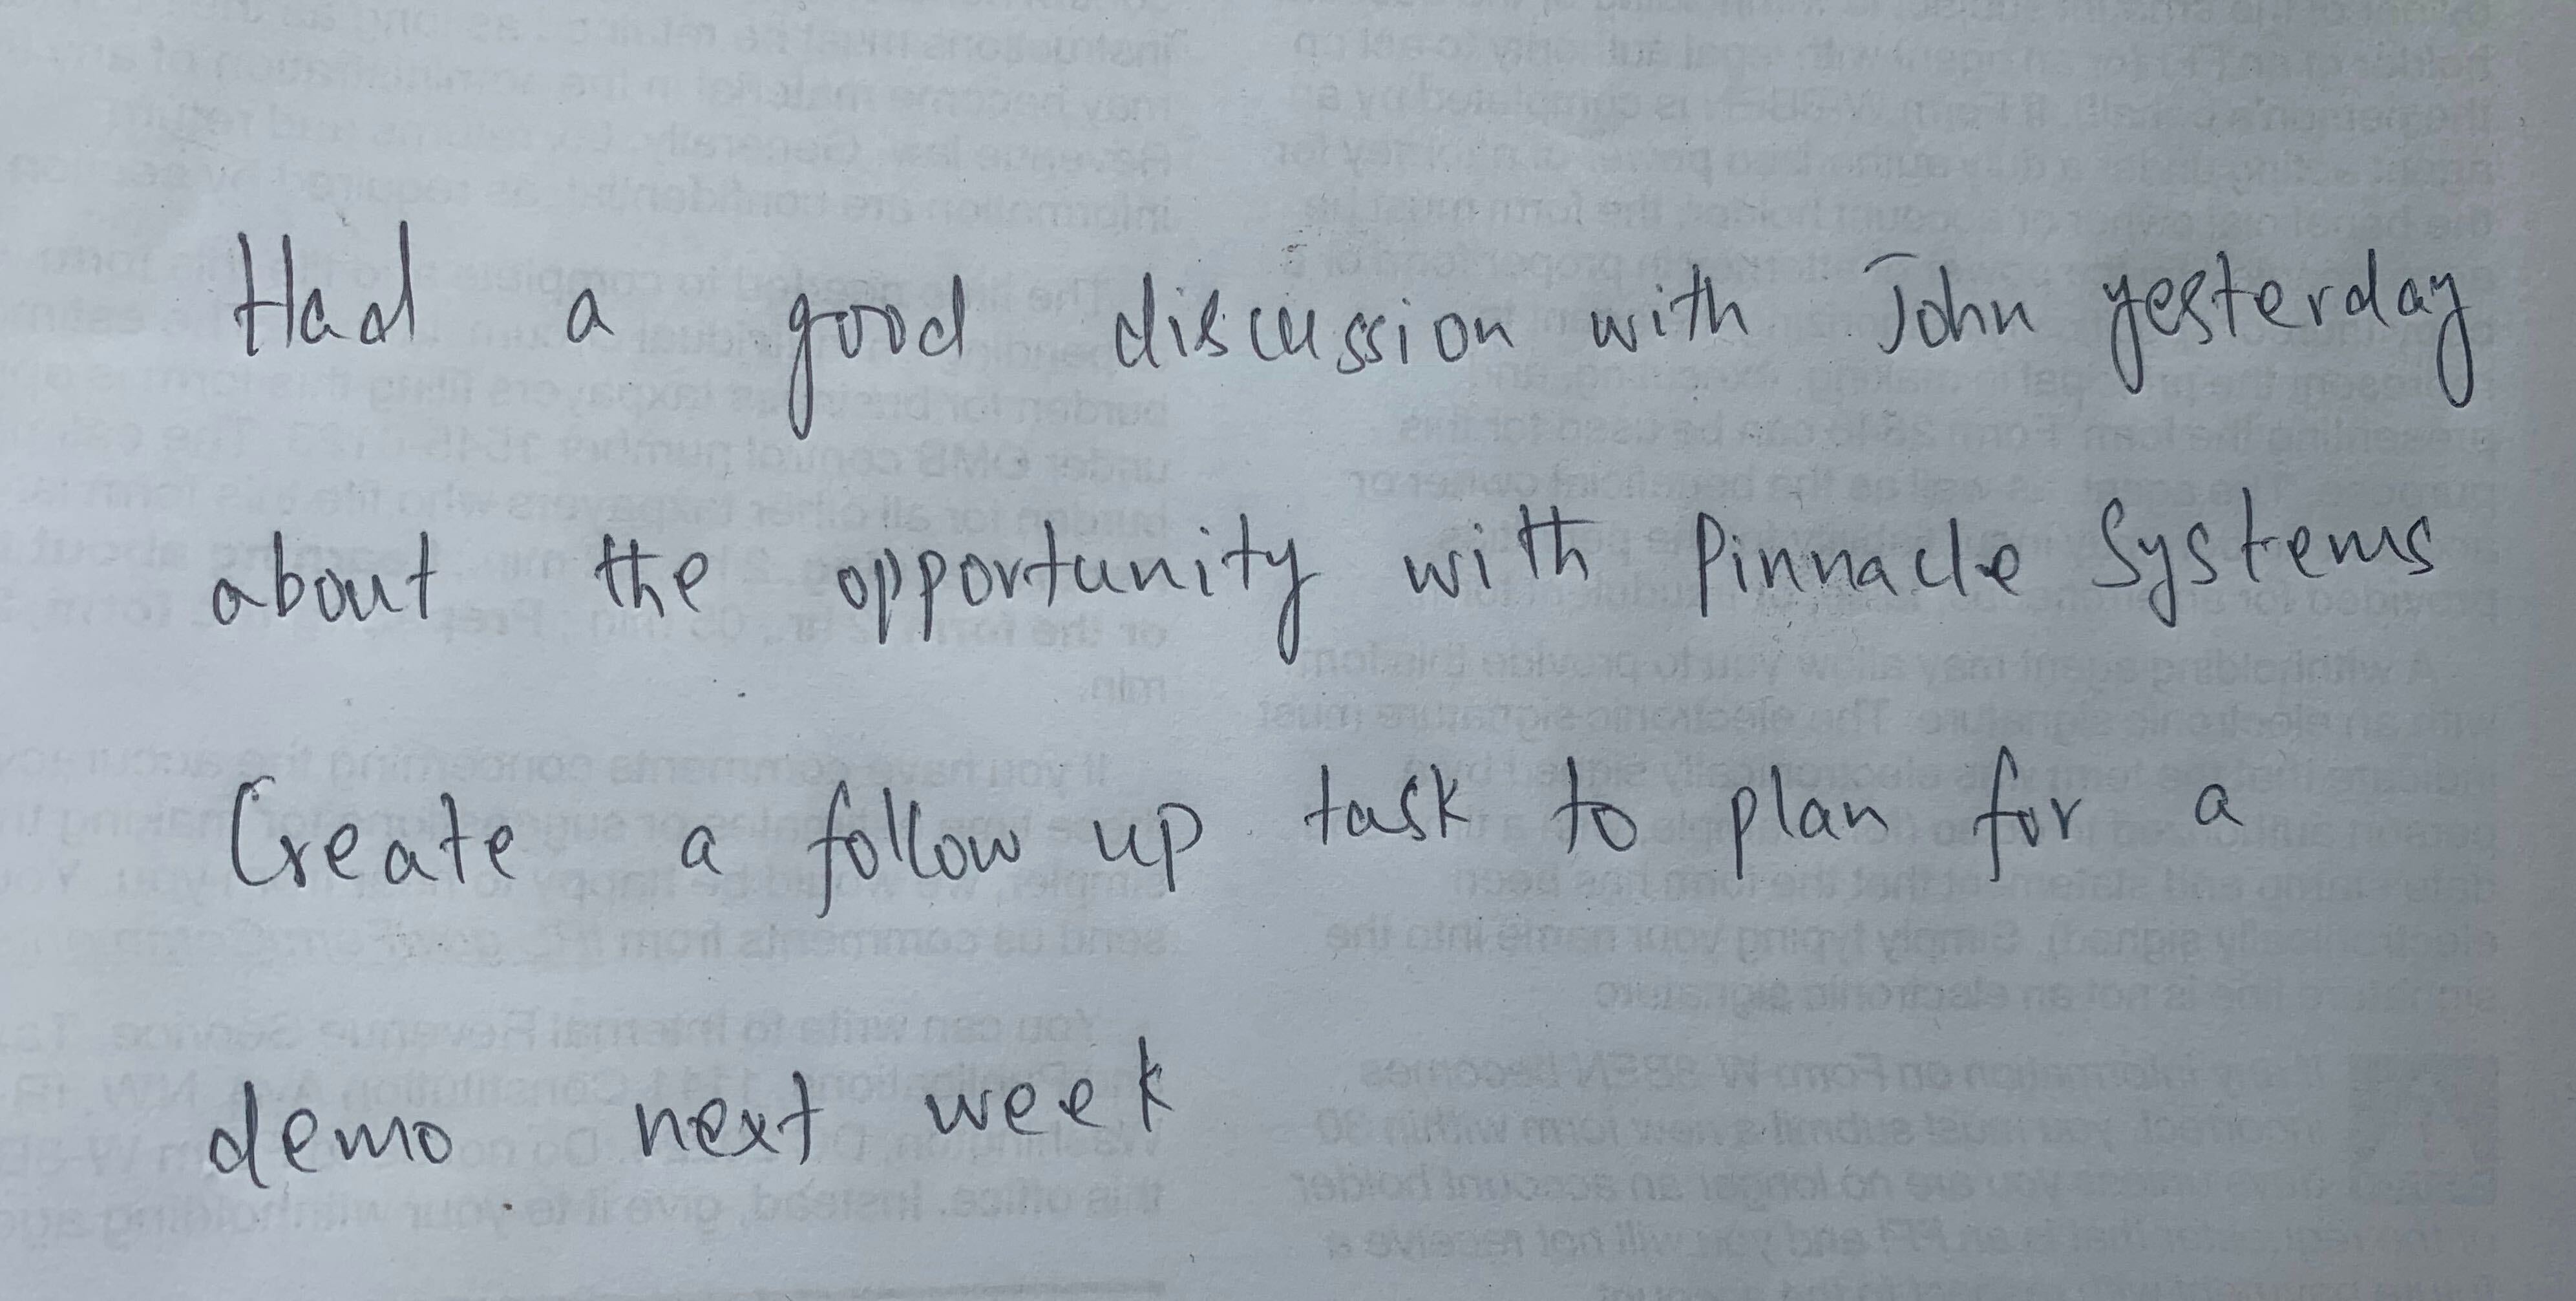 Had a good discussion with John yesterday
about the opportunity with Pinnacle Systems
Create a follow up task to plan for a
demo next week